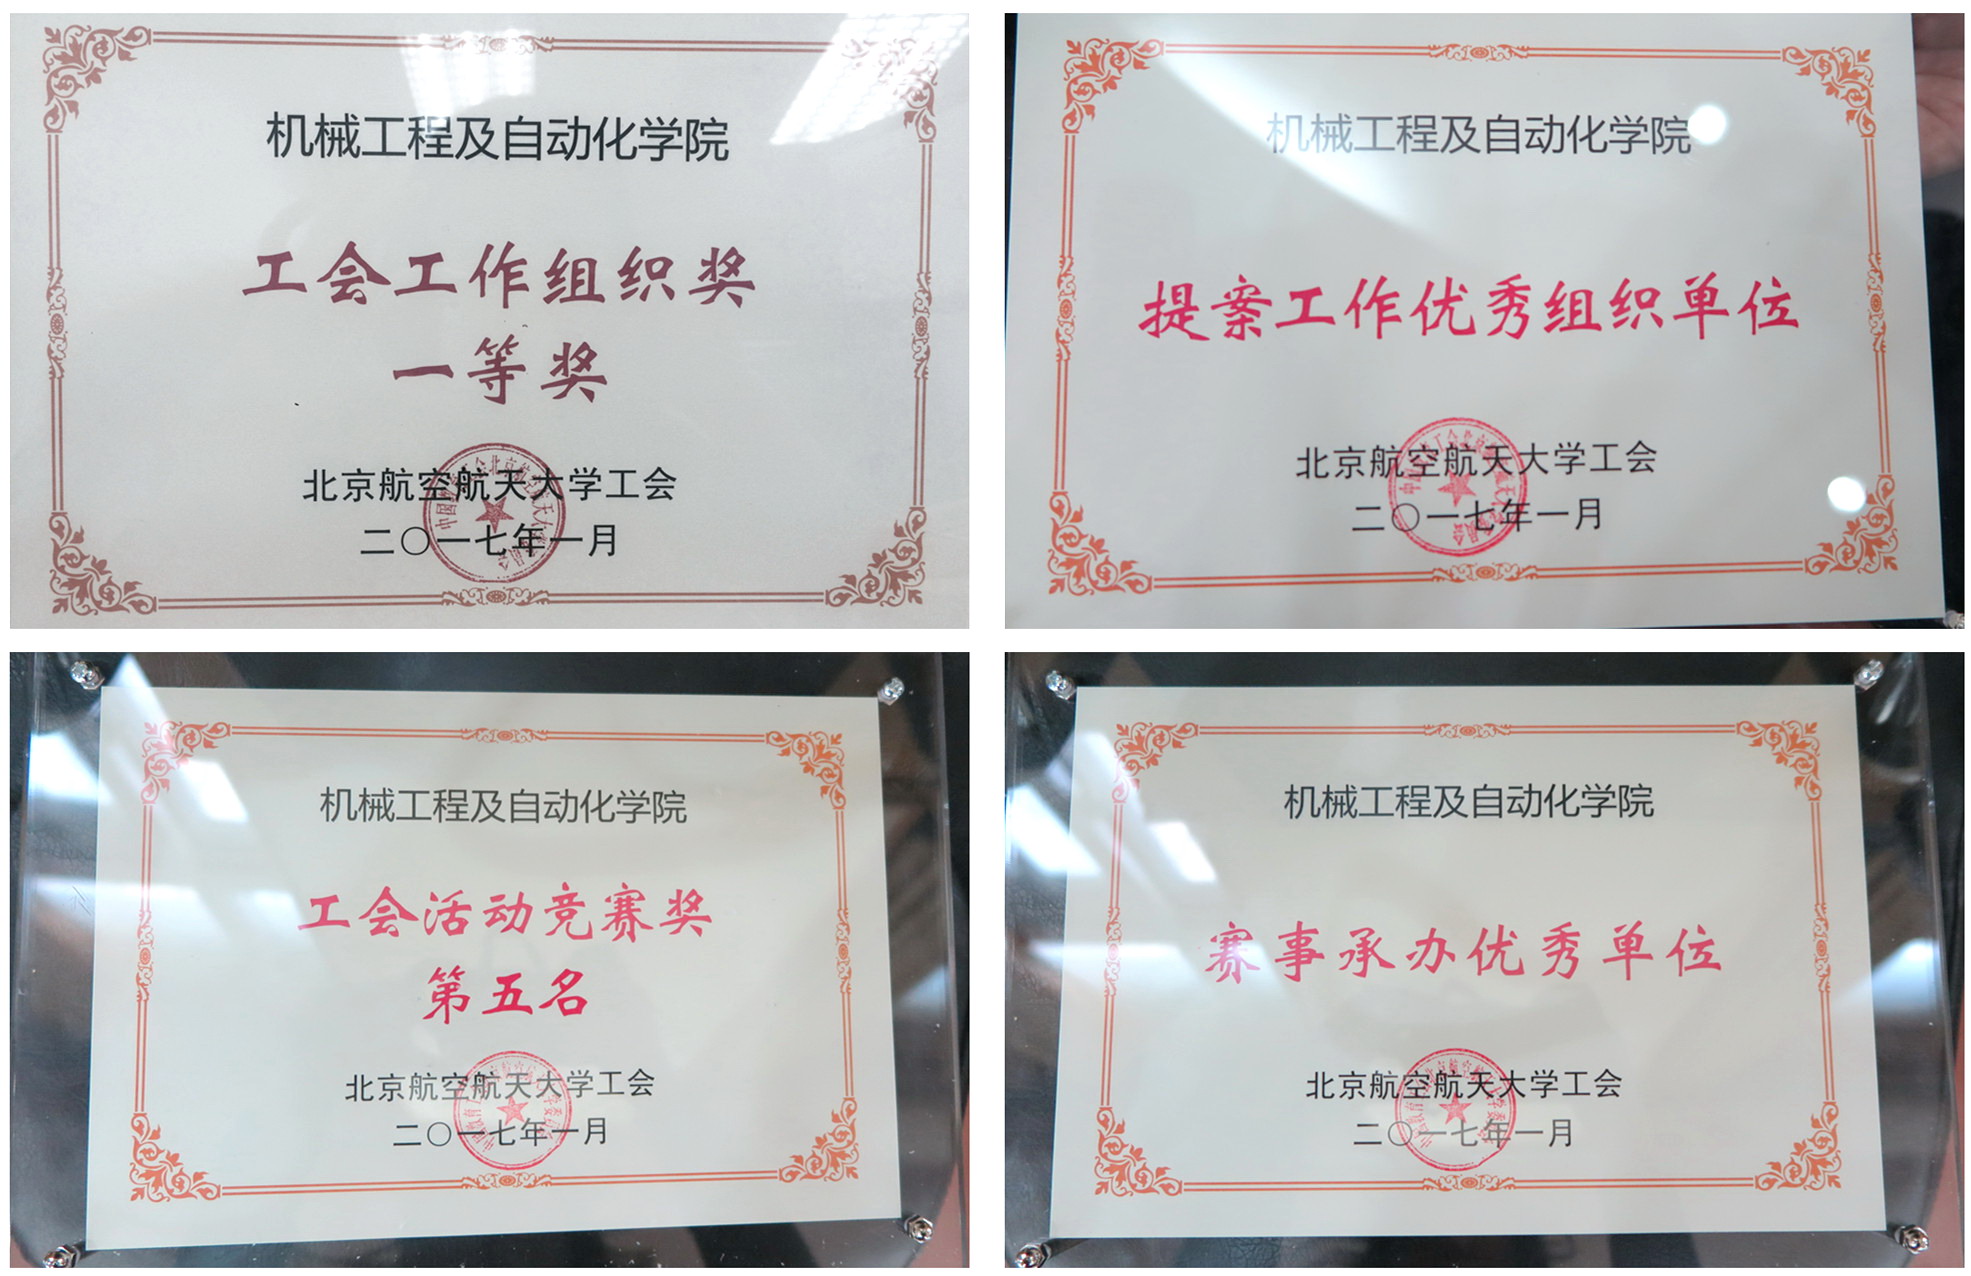 机械工程及自动化学院
工会工作组织奖
一等奖
北京航空航天大学工会
二〇一七年一月
机械工程及自动化学院
提案工作优秀组织单位
北京航空航天大学工会
二〇一七年一月
机械工程及自动化学院
工会活动竞赛奖
第五名
北京航空航天大学工会
二〇一七年一月
机械工程及自动化学院
赛事承办优秀单位
北京航空航天大学工会
二〇一七年一月